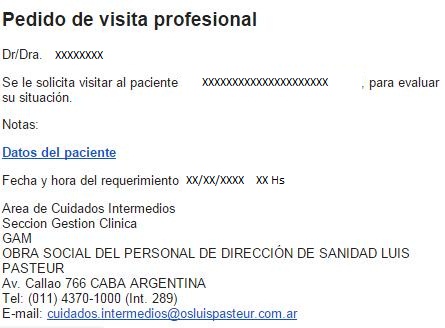 Pedido de visita profesional
Dr/Dra. XXXXXXXX
Se le solicita visitar al paciente XXXXXXXXXXXXXXXXXXXXX , para evaluar
su situación.
Notas:
Datos del paciente
Fecha y hora del requerimiento XX/XX/XXXX XX Hs
Area de Cuidados Intermedios
Seccion Gestion Clinica
GAM
OBRA SOCIAL DEL PERSONAL DE DIRECCIÓN DE SANIDAD LUIS
PASTEUR
Av. Callao 766 CABA ARGENTINA
Tel: (011) 4370-1000 (Int. 289)
E-mail: cuidados.intermedios@osluispasteur.com.ar